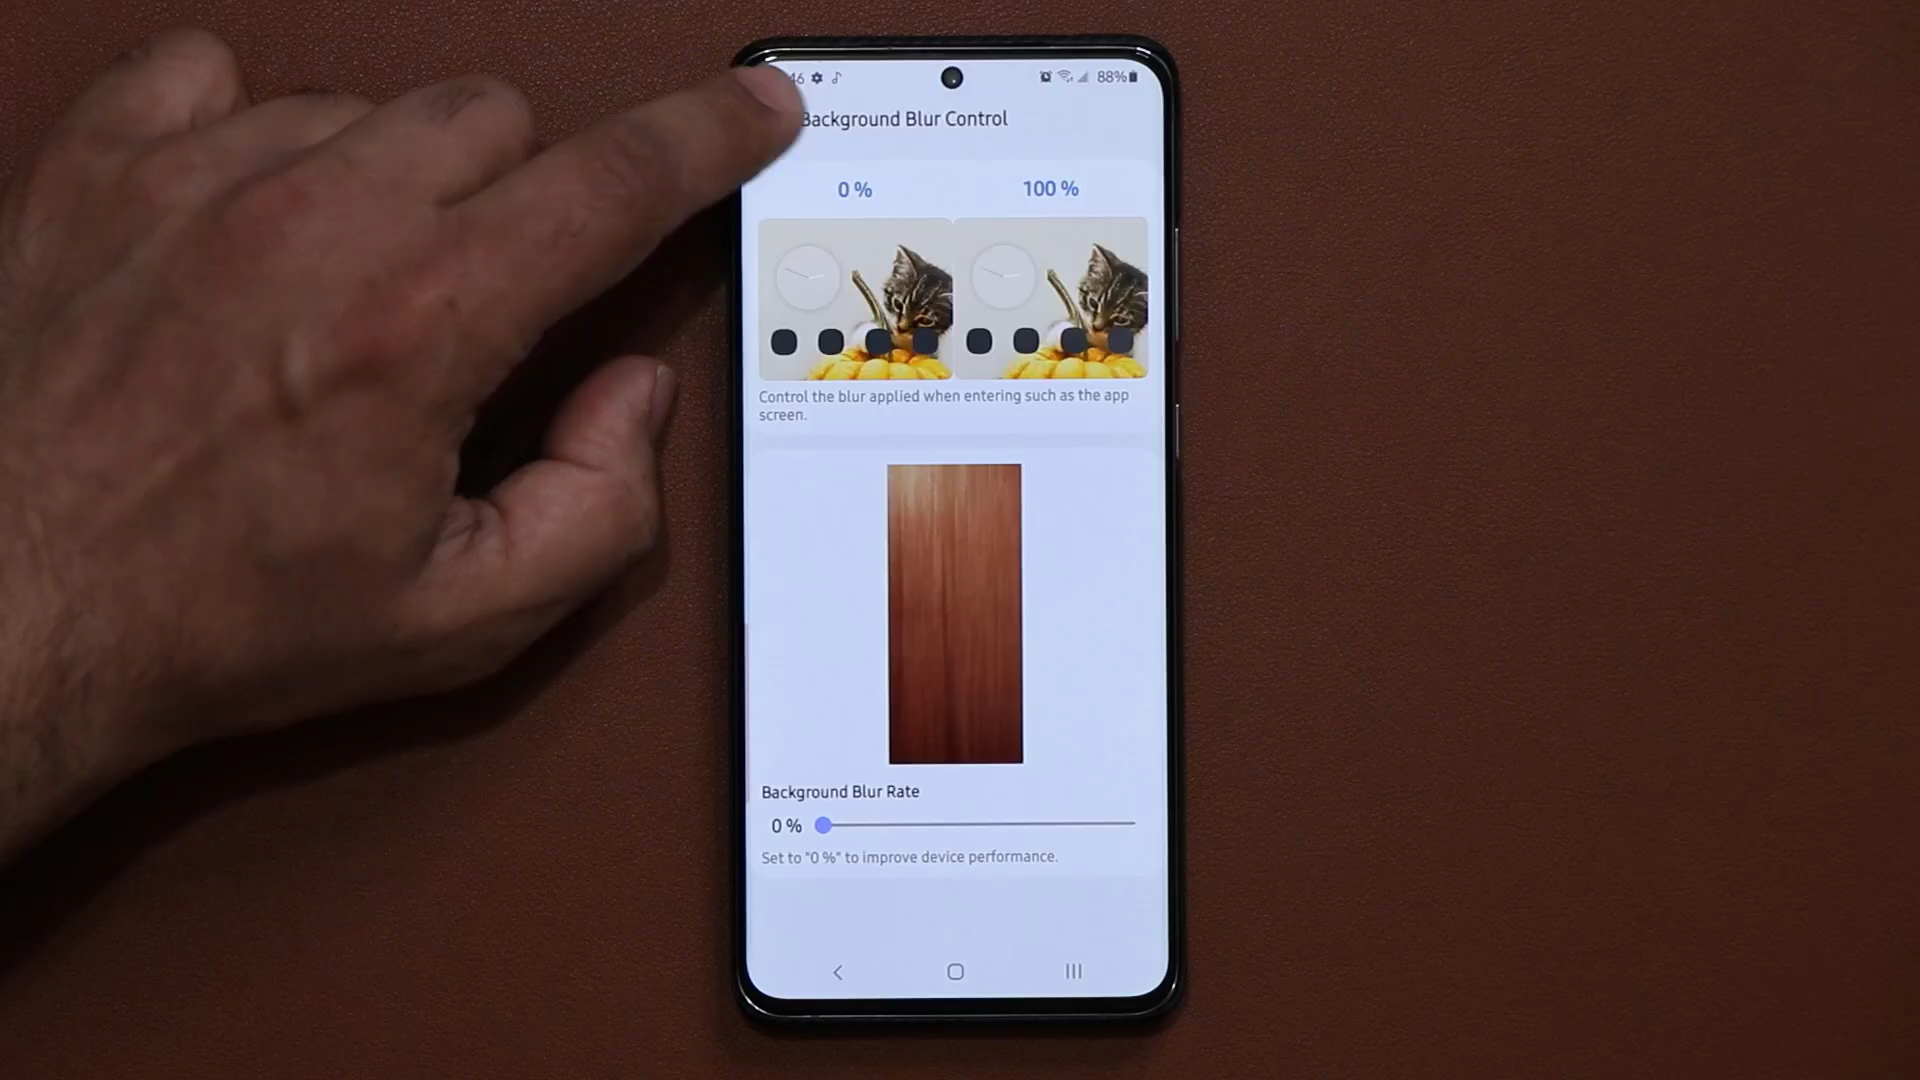 46 88%
Background Blur Control
0 % 100 %
Control the blur applied when entering such as the app
screen.
Background Blur Rate
0 %
Set to "0 %" to improve device performance.